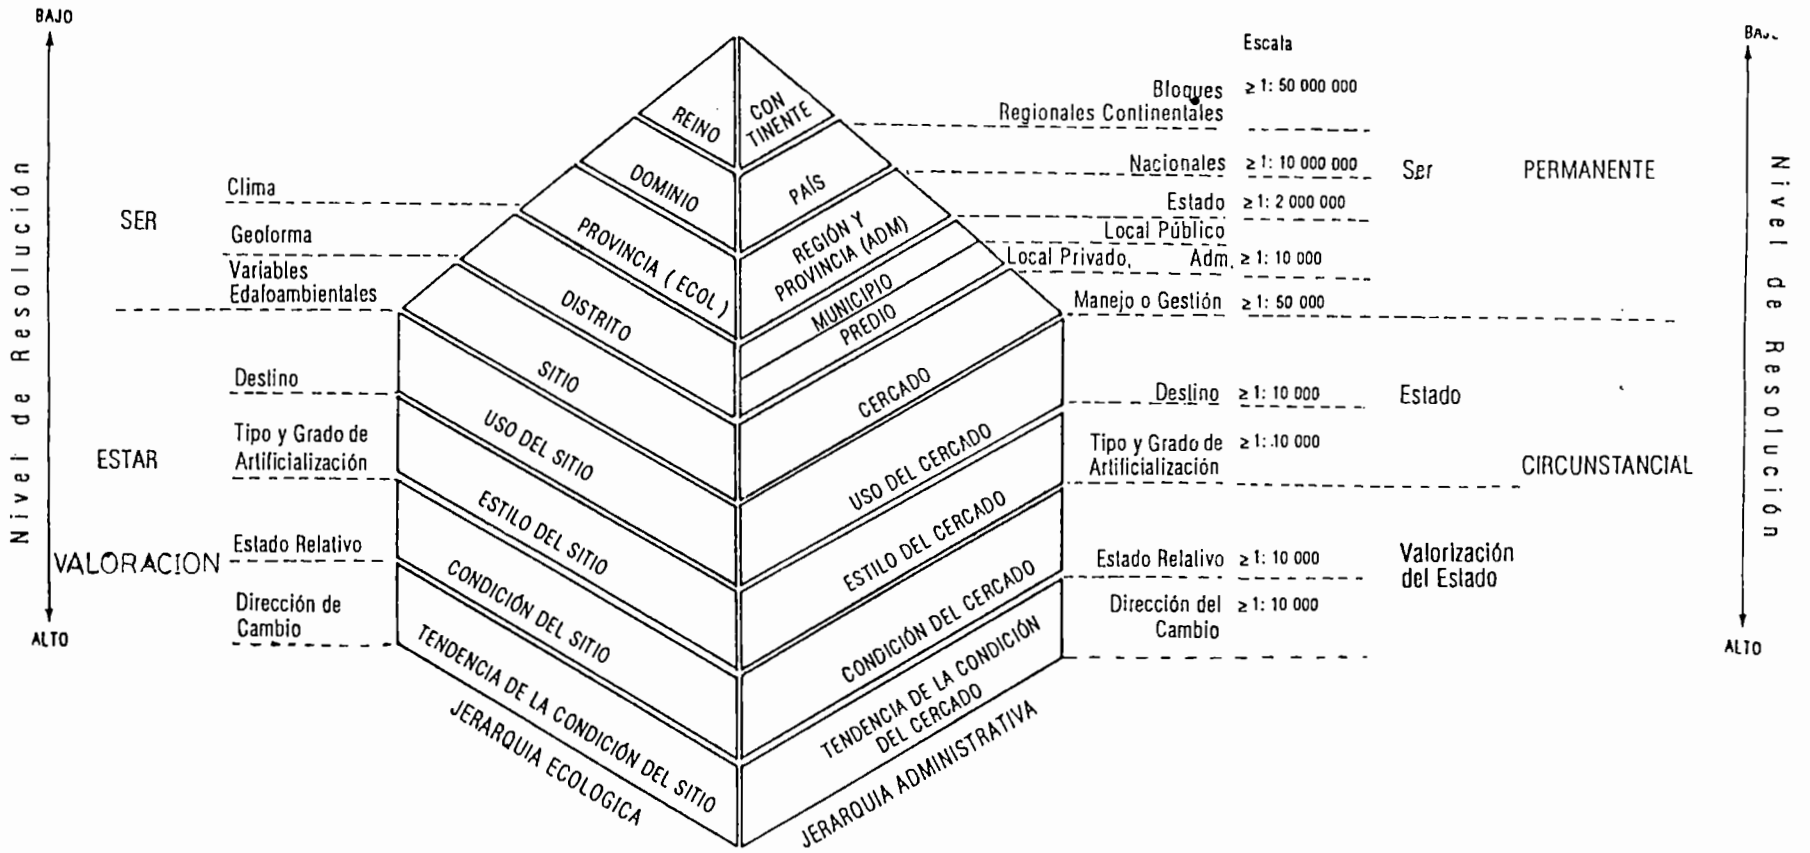 BAJO
Nivel de Resolución
ALTO
SER
ESTAR
VALORACION
Clima
Geoforma
Variables
Edafoambientales
Destino
Tipo y Grado de
Artificialización
Estado Relativo
Dirección de
Cambio
REINO
DOMINIO
PROVINCIA ( ECOL )
DISTRITO
SITIO
USO DEL SITIO
ESTILO DEL SITIO
CONDICIÓN DEL SITIO
TENDENCIA DE LA CONDICIÓN DEL SITIO
JERARQUIA ECOLOGICA
CON
TINENTE
PAÍS
REGIÓN Y
PROVINCIA (ADM)
MUNICIPIO
PREDIO
CERCADO
USO DEL CERCADO
ESTILO DEL CERCADO
CONDICIÓN DEL CERCADO
TENDENCIA DE LA CONDICIÓN
DEL CERCADO
JERARQUIA ADMINISTRATIVA
Escala
Bloques ≥ 1: 50 000 000
Regionales Continentales
Nacionales ≥ 1: 10 000 000
Estado ≥ 1: 2 000 000
Local Público
Local Privado, Adm, ≥ 1: 10 000
Manejo o Gestión ≥ 1: 50 000
Destino ≥ 1: 10 000
Tipo y Grado de ≥ 1: 10 000
Artificialización
Estado Relativo ≥ 1: 10 000
Dirección del ≥ 1: 10 000
Cambio
Ser
Estado
Valorización
del Estado
PERMANENTE
CIRCUNSTANCIAL
Nivel de Resolución
ALTO